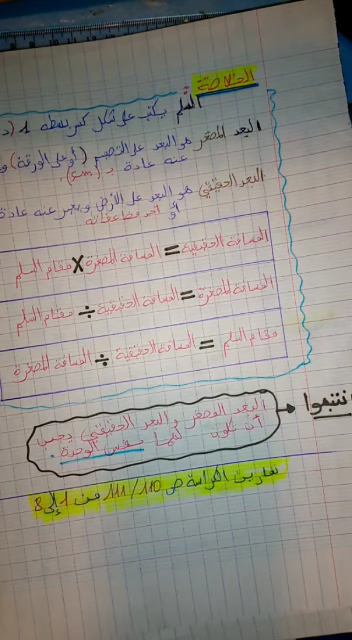 الخلاصة
السلم يكتب على شكل كسر بسطه 1
البعد المصغر هو البعد على التصميم (أو على الورقة)
عنه عادة بـ (cm).
البعد الحقيقي هو البعد على الأرض ويعبر عنه عادة
أو أحد مضاعفاته
المسافة الحقيقية = المسافة المصغرة X مقام السلم
المسافة المصغرة = المسافة الحقيقية ÷ مقام السلم
مقام السلم = المسافة الحقيقية ÷ المسافة المصغرة
انتبهوا
البعد المصغر والبعد الحقيقي يجب
أن تكون لهما نفس الوحدة.
تمارين الكراسة ص 110/111 من 1 إلى 8